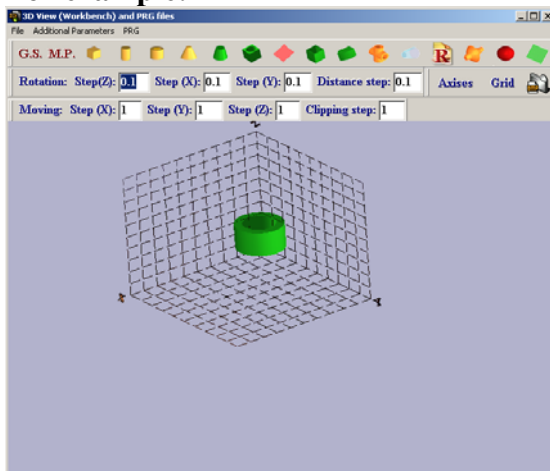 3D View (Workbench) and PRG files
File Additional Parameters PRG
G.S. M.P. R
Rotation: Step(Z): 0.1 Step (X): 0.1 Step (Y): 0.1 Distance step: 0.1 Axises Grid
Moving: Step (X): 1 Step (Y): 1 Step (Z): 1 Clipping step: 1
Z
X
Y